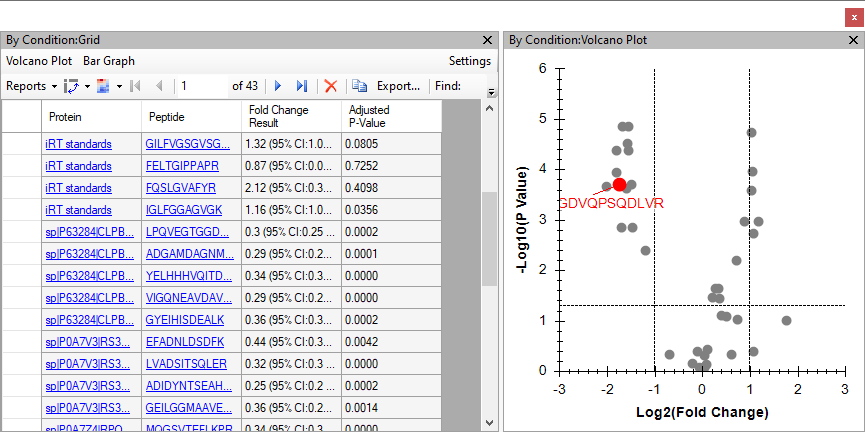 By Condition:Grid
Volcano Plot Bar Graph Settings
Reports 1 of 43 Export... Find:
Protein Peptide Fold Change Result Adjusted P-Value
iRT standards GILFVGSGVSG... 1.32 (95% CI:1.0... 0.0805
iRT standards FELTGIPPAPR 0.87 (95% CI:0.0... 0.7252
iRT standards FQSLGVAFYR 2.12 (95% CI:0.3... 0.4098
iRT standards IGLFGGAGVGK 1.16 (95% CI:1.0... 0.0356
sp|P63284|CLPB... LPQVEGTGGD... 0.3 (95% CI:0.25 ... 0.0002
sp|P63284|CLPB... ADGAMDAGNM... 0.29 (95% CI:0.2... 0.0001
sp|P63284|CLPB... YELHHHVQITD... 0.34 (95% CI:0.3... 0.0000
sp|P63284|CLPB... VIGQNEAVDAV... 0.29 (95% CI:0.2... 0.0000
sp|P63284|CLPB... GYEIHISDEALK 0.36 (95% CI:0.3... 0.0002
sp|P0A7V3|RS3... EFADNLDSDFK 0.44 (95% CI:0.3... 0.0042
sp|P0A7V3|RS3... LVADSITSQLER 0.32 (95% CI:0.3... 0.0000
sp|P0A7V3|RS3... ADIDYNTSEAH... 0.25 (95% CI:0.2... 0.0002
sp|P0A7V3|RS3... GEILGGMAAVE... 0.36 (95% CI:0.2... 0.0014
sp|P0A7Z4|RPO... MQGSVTEFLKPR 0.34 (95% CI:0.3... 0.0000
By Condition:Volcano Plot
6
5
4
3
2
1
0
-Log10(P Value)
GDVQPSQDLVR
-3 -2 -1 0 1 2 3
Log2(Fold Change)